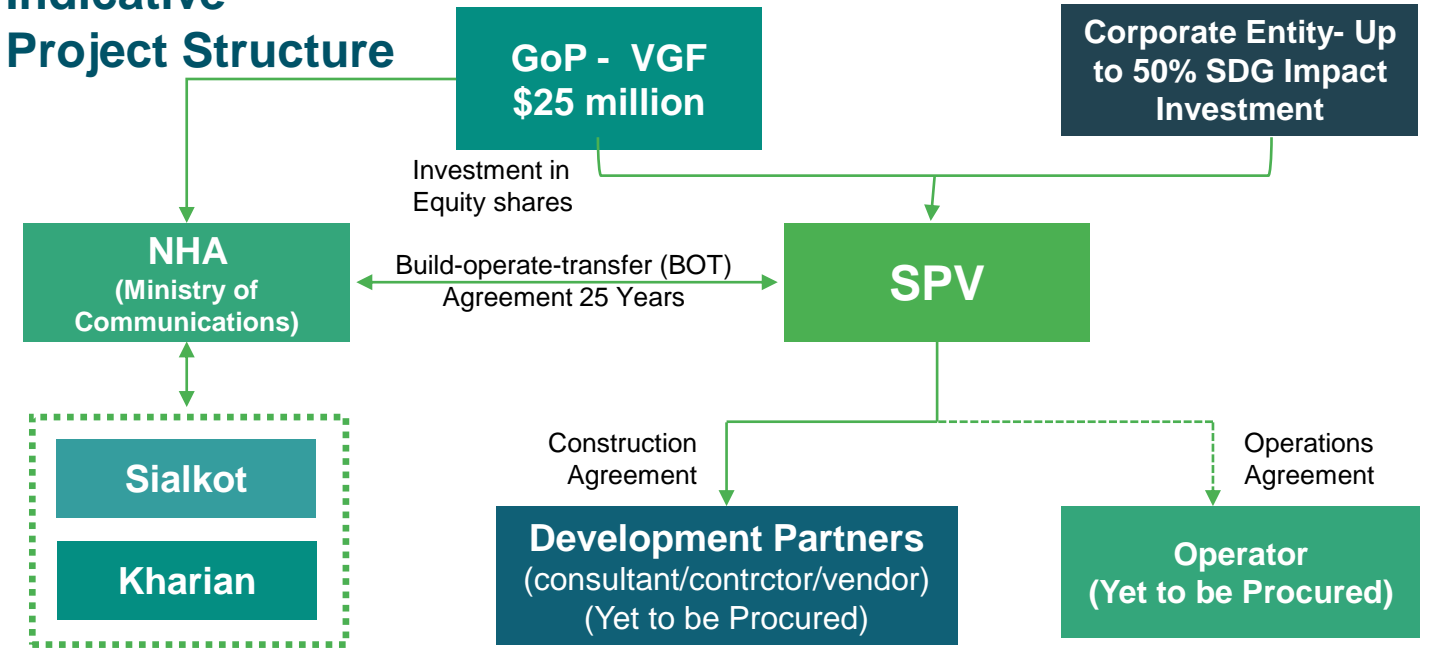 Indicative
Project Structure
GoP - VGF
$25 million
Corporate Entity- Up
to 50% SDG Impact
Investment
Investment in
Equity shares
NHA
(Ministry of
Communications)
Build-operate-transfer (BOT)
Agreement 25 Years
SPV
Sialkot
Kharian
Construction
Agreement
Operations
Agreement
Development Partners
(consultant/contrctor/vendor)
(Yet to be Procured)
Operator
(Yet to be Procured)